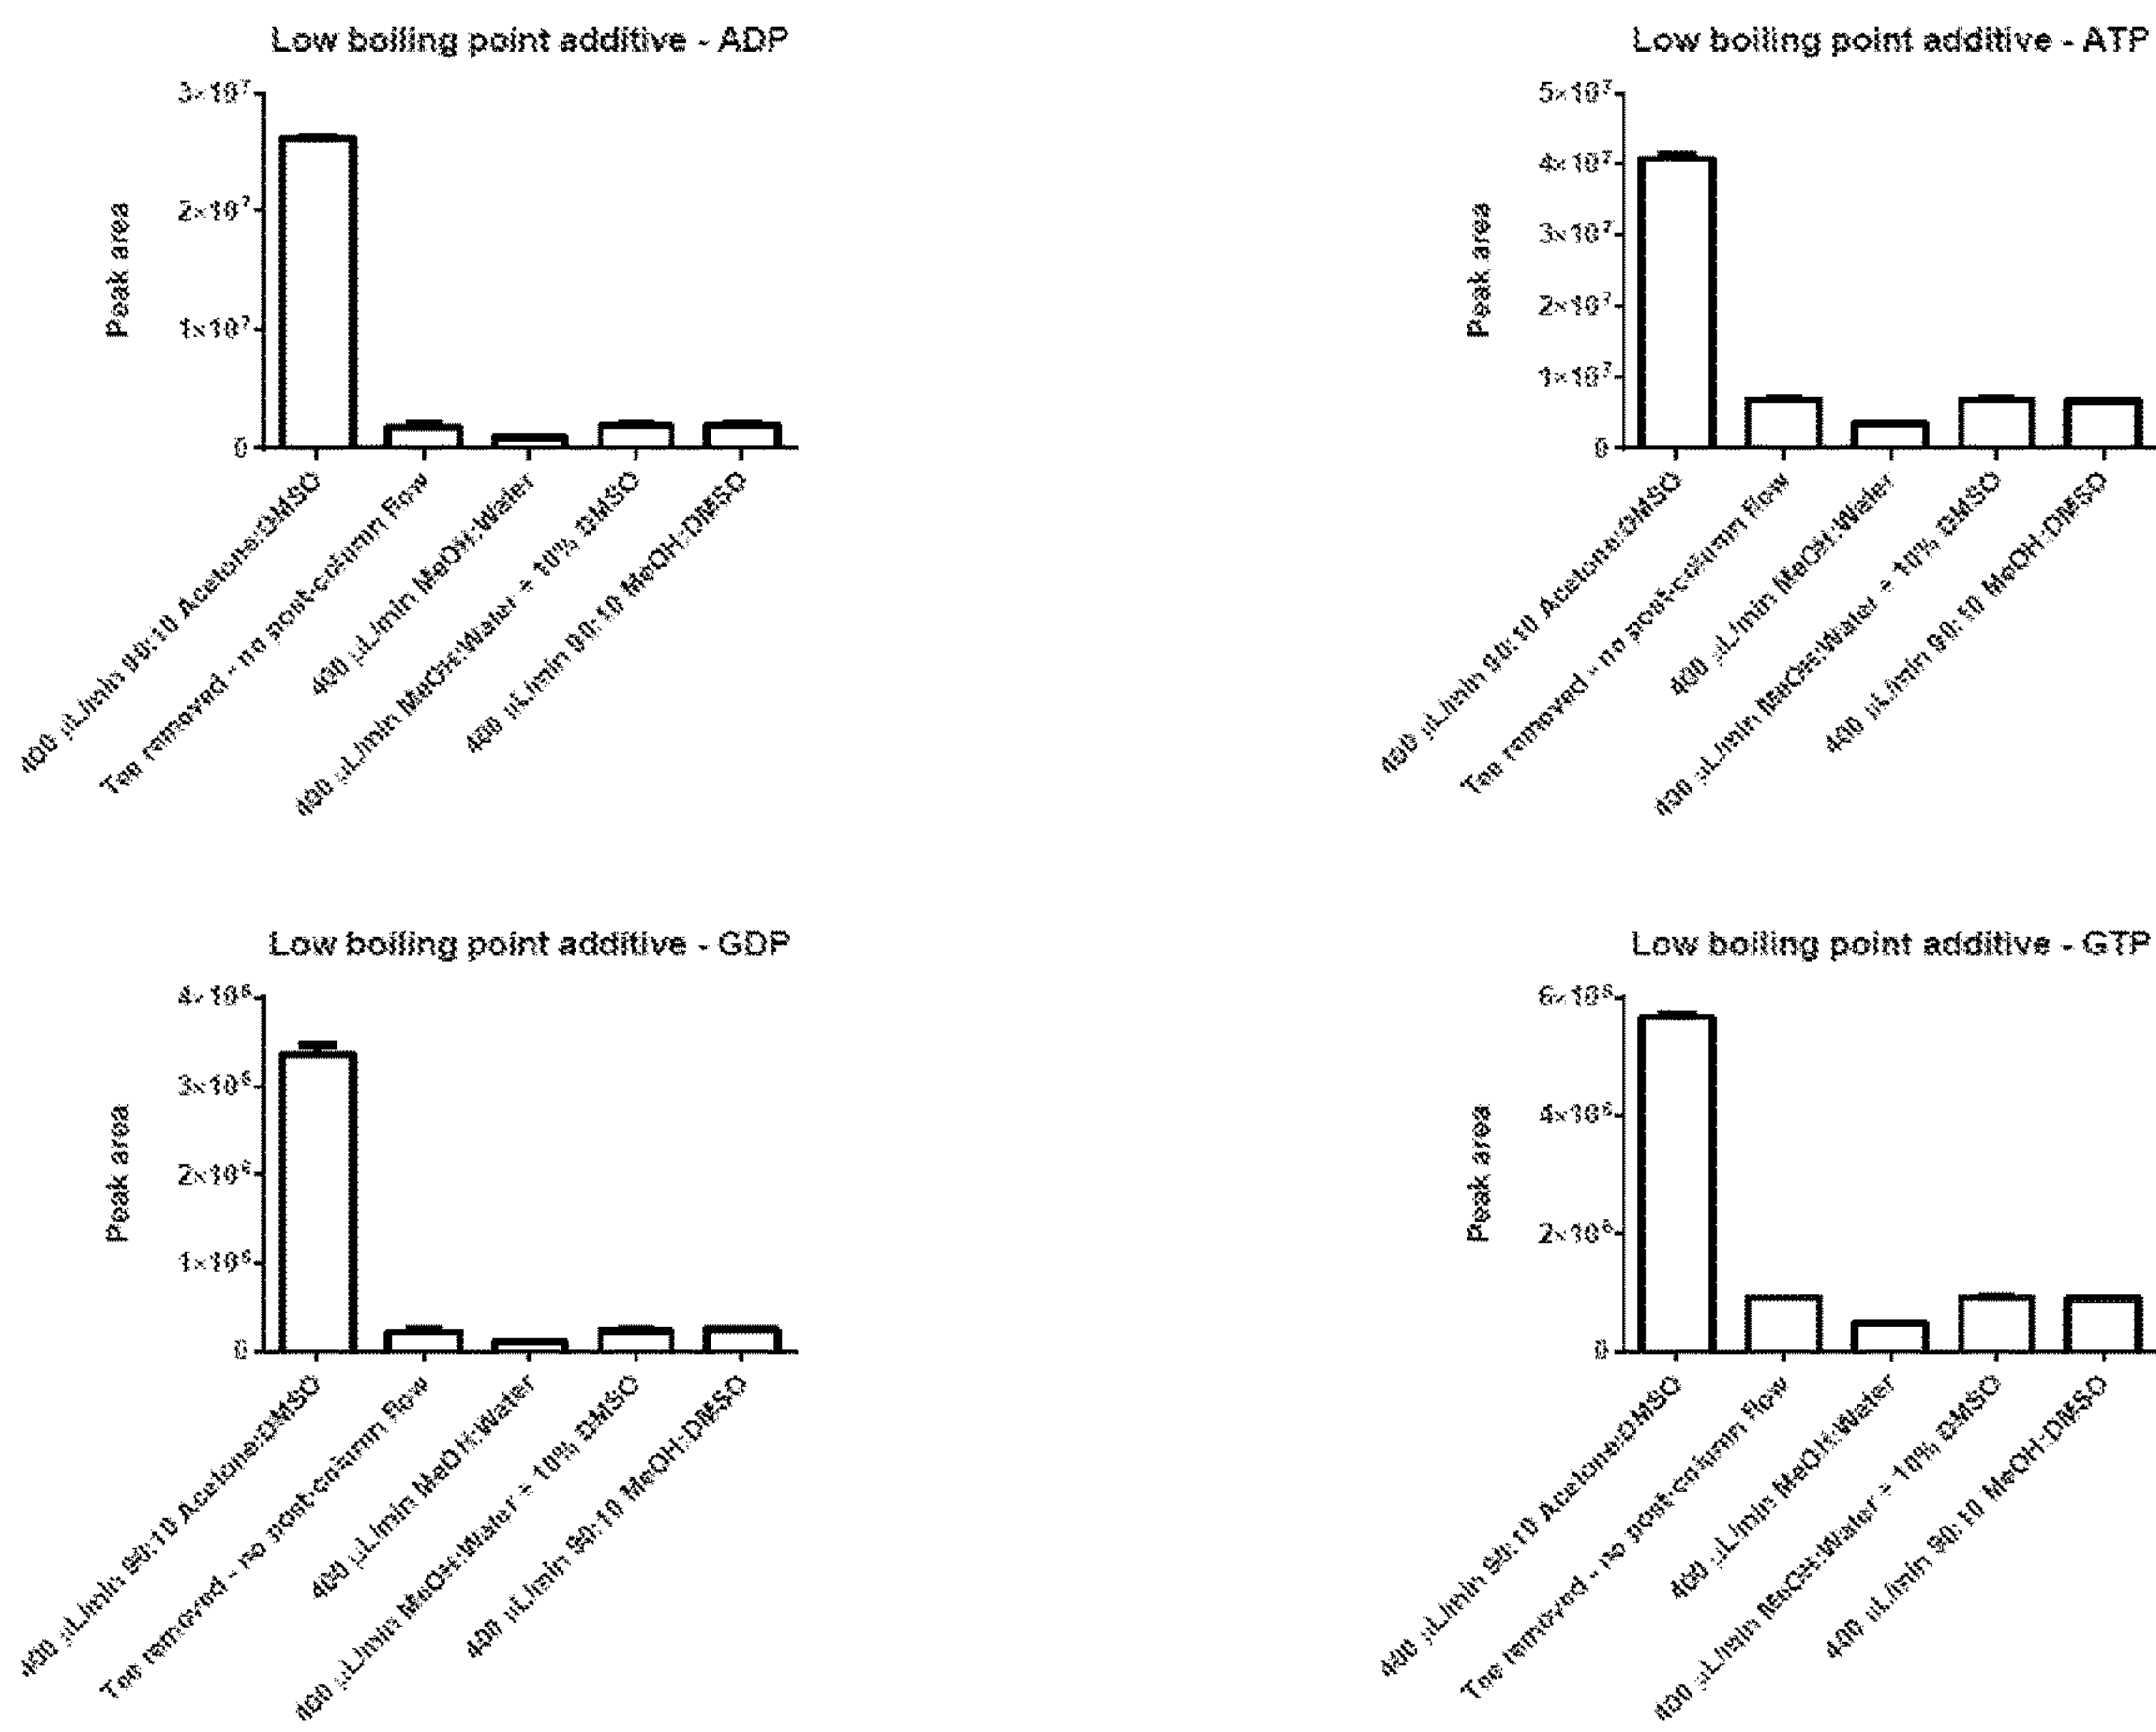 Low boiling point additive - ADP
Peak area
3×10⁷
2×10⁷
1×10⁷
0
400 µL/min 90:10 Acetone:DMSO
Tee removed - no post-column flow
400 µL/min MeOH:Water
400 µL/min MeOH:Water + 10% DMSO
400 µL/min 90:10 MeOH:DMSO
Low boiling point additive - ATP
Peak area
5×10⁷
4×10⁷
3×10⁷
2×10⁷
1×10⁷
0
400 µL/min 90:10 Acetone:DMSO
Tee removed - no post-column flow
400 µL/min MeOH:Water
400 µL/min MeOH:Water + 10% DMSO
400 µL/min 90:10 MeOH:DMSO
Low boiling point additive - GDP
Peak area
4×10⁶
3×10⁶
2×10⁶
1×10⁶
0
400 µL/min 90:10 Acetone:DMSO
Tee removed - no post-column flow
400 µL/min MeOH:Water
400 µL/min MeOH:Water + 10% DMSO
400 µL/min 90:10 MeOH:DMSO
Low boiling point additive - GTP
Peak area
6×10⁶
4×10⁶
2×10⁶
0
400 µL/min 90:10 Acetone:DMSO
Tee removed - no post-column flow
400 µL/min MeOH:Water
400 µL/min MeOH:Water + 10% DMSO
400 µL/min 90:10 MeOH:DMSO